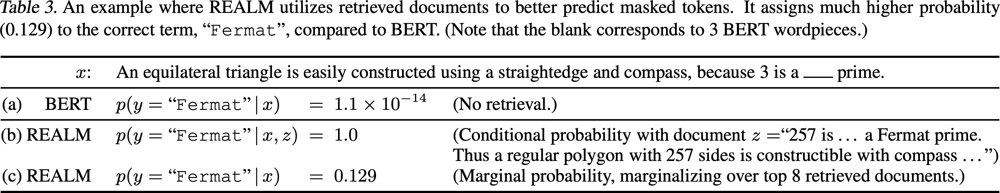 Table 3. An example where REALM utilizes retrieved documents to better predict masked tokens. It assigns much higher probability
(0.129) to the correct term, “Fermat”, compared to BERT. (Note that the blank corresponds to 3 BERT wordpieces.)
x: An equilateral triangle is easily constructed using a straightedge and compass, because 3 is a ___ prime.
(a) BERT p(y = “Fermat” | x) = 1.1 × 10⁻¹⁴ (No retrieval.)
(b) REALM p(y = “Fermat” | x, z) = 1.0 (Conditional probability with document z =“257 is … a Fermat prime.
Thus a regular polygon with 257 sides is constructible with compass …”)
(c) REALM p(y = “Fermat” | x) = 0.129 (Marginal probability, marginalizing over top 8 retrieved documents.)